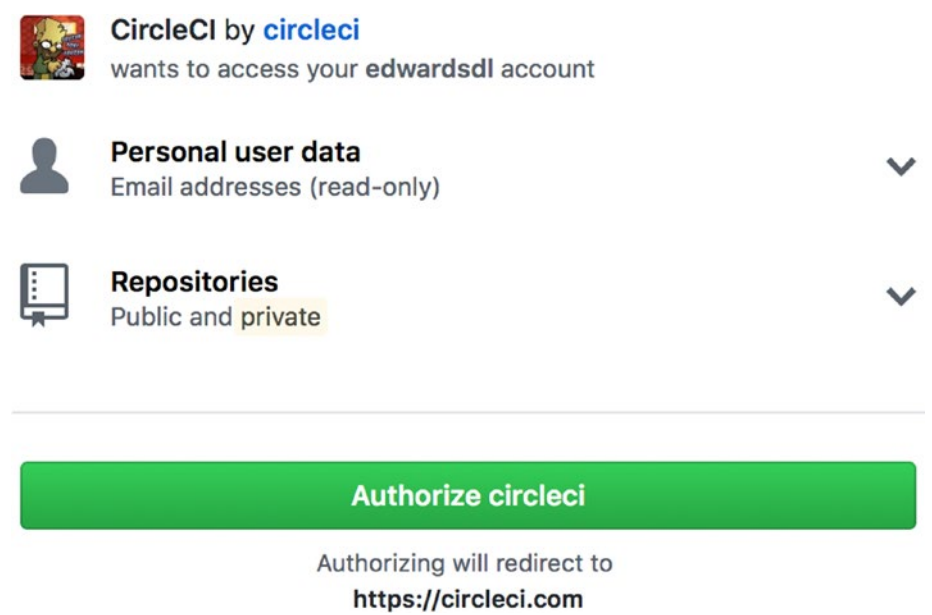 CircleCI by circleci
wants to access your edwardsdl account
Personal user data
Email addresses (read-only)
Repositories
Public and private
Authorize circleci
Authorizing will redirect to
https://circleci.com